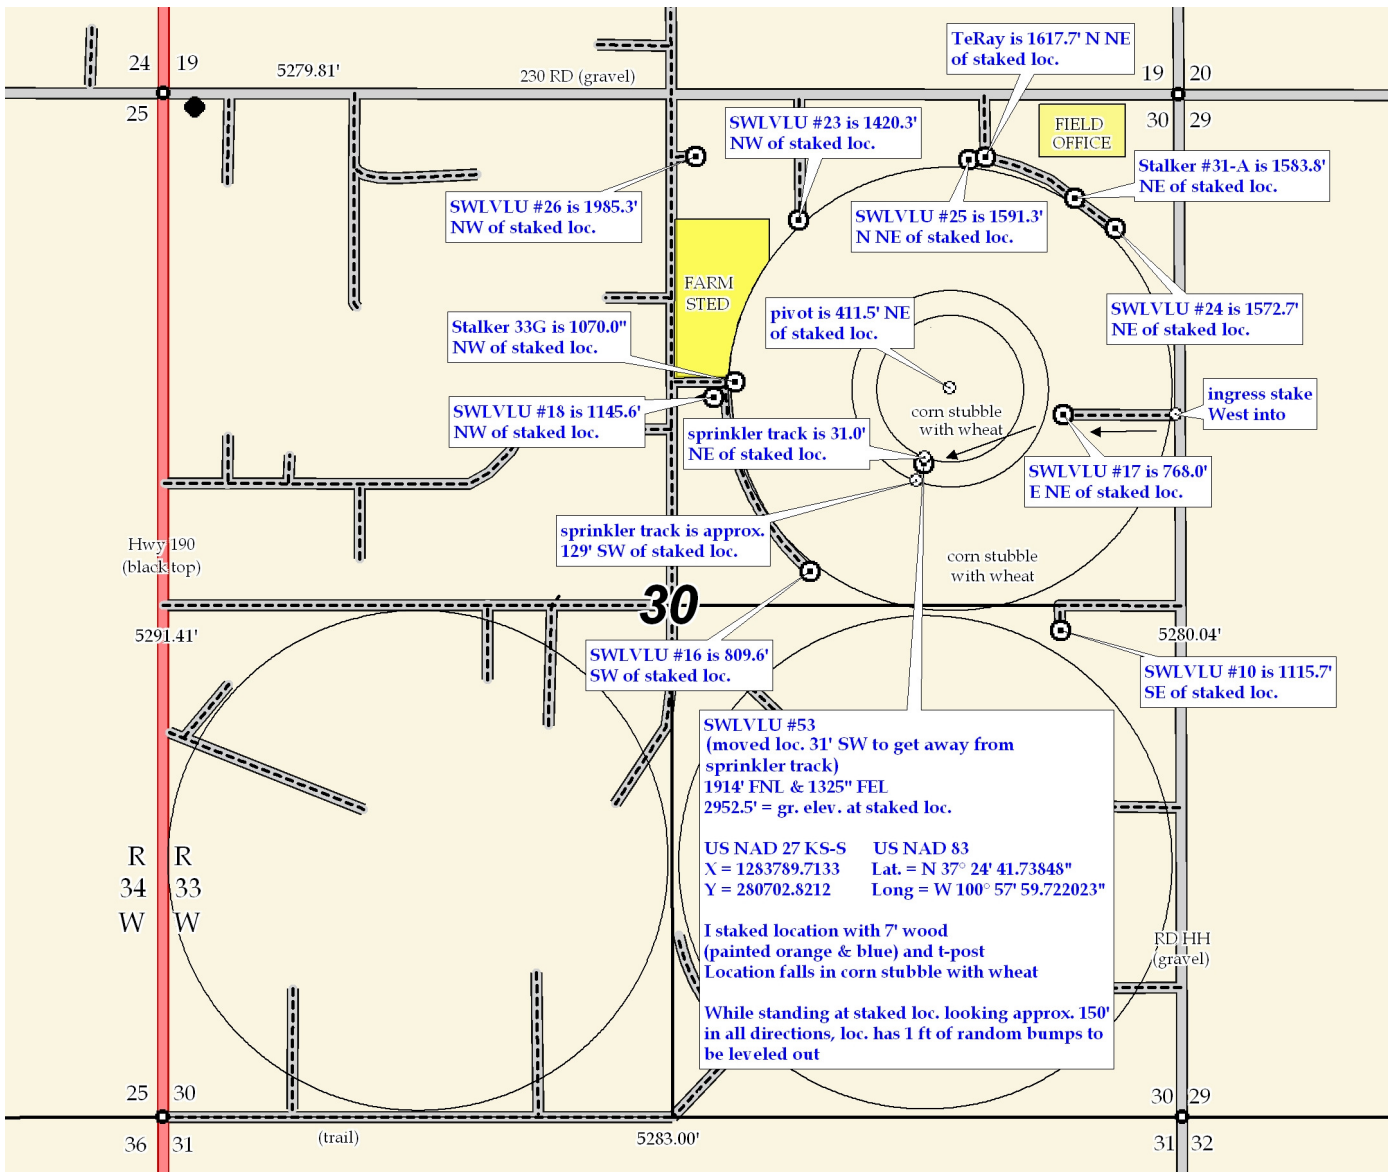 24
19
5279.81'
230 RD (gravel)
TeRay is 1617.7' N NE
of staked loc.
19
20
25
30
29
FIELD
OFFICE
SWLVLU #23 is 1420.3'
NW of staked loc.
Stalker #31-A is 1583.8'
NE of staked loc.
SWLVLU #26 is 1985.3'
NW of staked loc.
SWLVLU #25 is 1591.3'
N NE of staked loc.
FARM
STED
pivot is 411.5' NE
of staked loc.
SWLVLU #24 is 1572.7'
NE of staked loc.
Stalker 33G is 1070.0"
NW of staked loc.
ingress stake
West into
SWLVLU #18 is 1145.6'
NW of staked loc.
corn stubble
with wheat
sprinkler track is 31.0'
NE of staked loc.
SWLVLU #17 is 768.0'
E NE of staked loc.
sprinkler track is approx.
129' SW of staked loc.
Hwy 190
(black top)
corn stubble
with wheat
30
5291.41'
5280.04'
SWLVLU #16 is 809.6'
SW of staked loc.
SWLVLU #10 is 1115.7'
SE of staked loc.
SWLVLU #53
(moved loc. 31' SW to get away from
sprinkler track)
1914' FNL & 1325" FEL
2952.5' = gr. elev. at staked loc.
US NAD 27 KS-S US NAD 83
X = 1283789.7133 Lat. = N 37° 24' 41.73848"
Y = 280702.8212 Long = W 100° 57' 59.722023"
I staked location with 7' wood
(painted orange & blue) and t-post
Location falls in corn stubble with wheat
While standing at staked loc. looking approx. 150'
in all directions, loc. has 1 ft of random bumps to
be leveled out
R
R
34
33
W
W
RD HH
(gravel)
25
30
30
29
36
31
(trail)
5283.00'
31
32